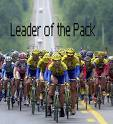 Leader of the Pack